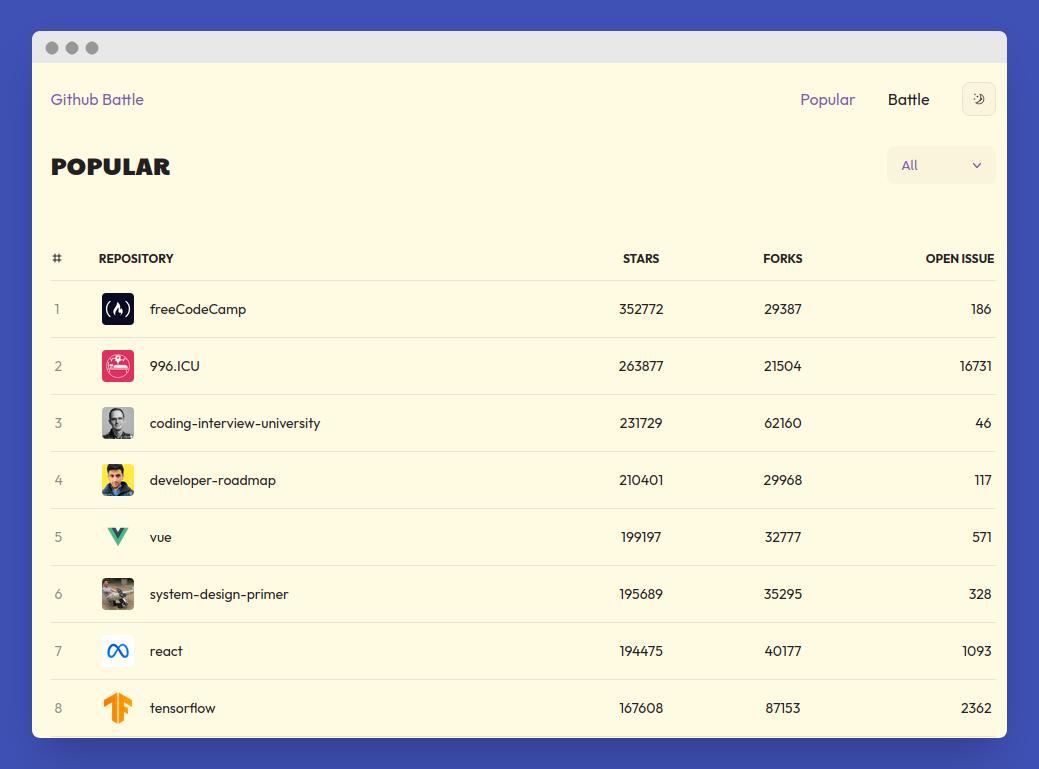 Github Battle Popular Battle
POPULAR All
# REPOSITORY STARS FORKS OPEN ISSUE
1 freeCodeCamp 352772 29387 186
2 996.ICU 263877 21504 16731
3 coding-interview-university 231729 62160 46
4 developer-roadmap 210401 29968 117
5 vue 199197 32777 571
6 system-design-primer 195689 35295 328
7 react 194475 40177 1093
8 tensorflow 167608 87153 2362